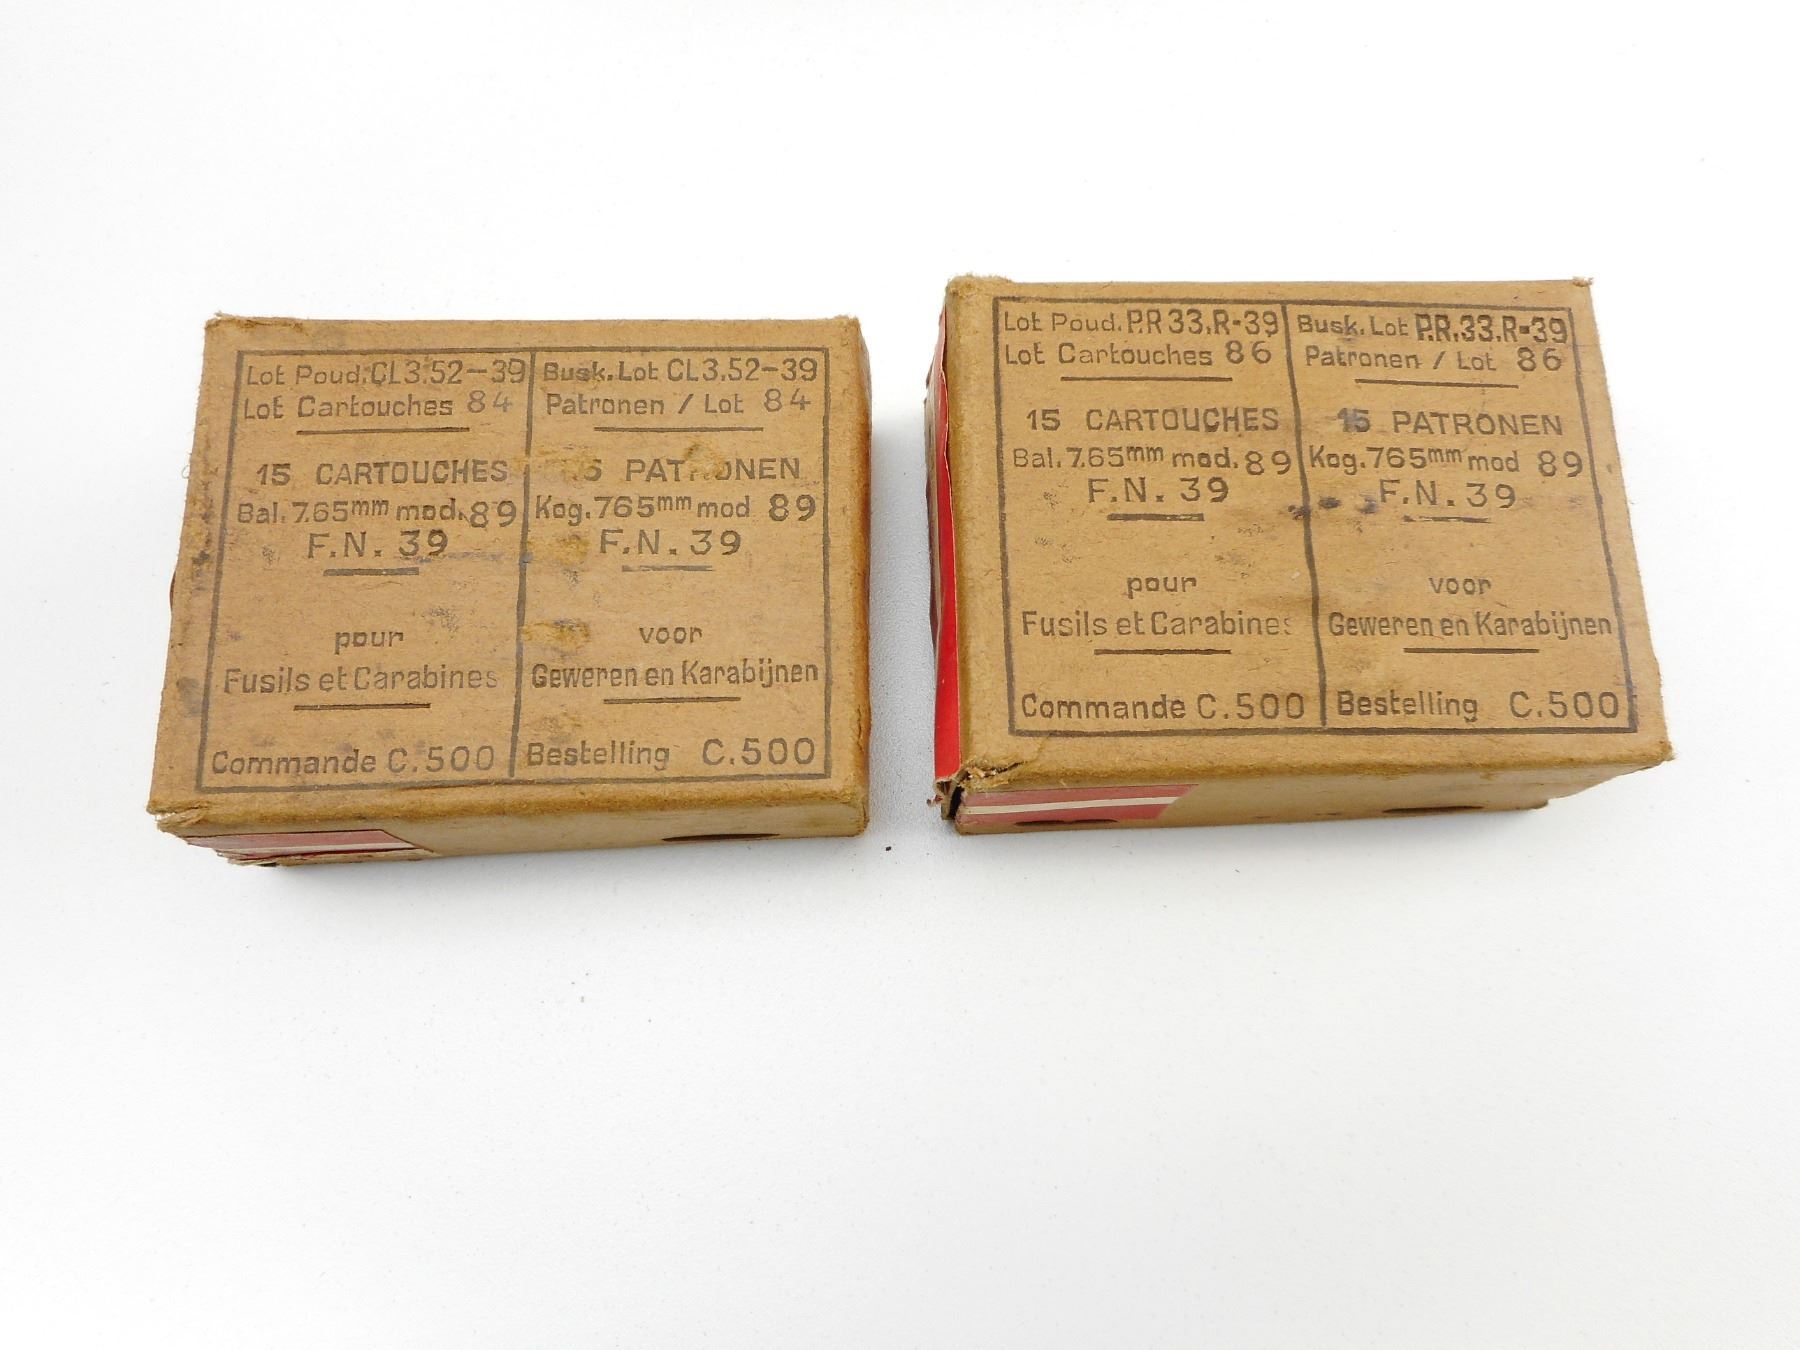 Lot Poud. CL3.52-39
Lot Cartouches 84
15 CARTOUCHES
Bal. 7.65mm mod. 89
F.N. 39
pour
Fusils et Carabines
Commande C.500
Busk. Lot CL3.52-39
Patronen / Lot 84
PATRONEN
Kog. 765mm mod 89
F.N. 39
voor
Geweren en Karabijnen
Bestelling C.500
Lot Poud. P.R 33.R-39
Lot Cartouches 86
15 CARTOUCHES
Bal. 7.65mm mod. 89
F.N. 39
pour
Fusils et Carabines
Commande C.500
Busk. Lot P.R.33.R-39
Patronen / Lot 86
15 PATRONEN
Kog. 765mm mod 89
F.N. 39
voor
Geweren en Karabijnen
Bestelling C.500